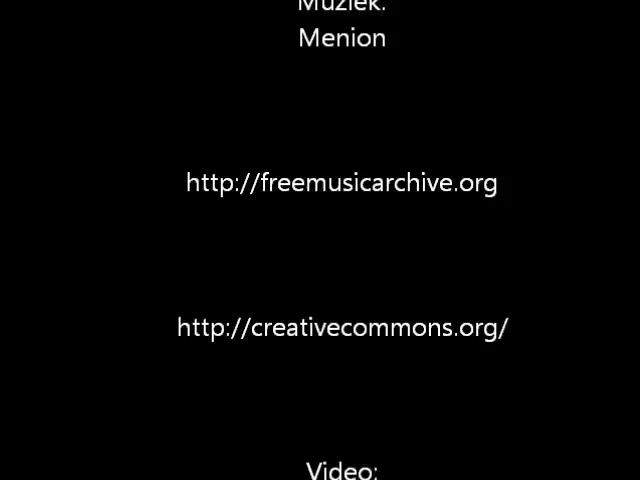 Muziek:
Menion
http://freemusicarchive.org
http://creativecommons.org/
Video: